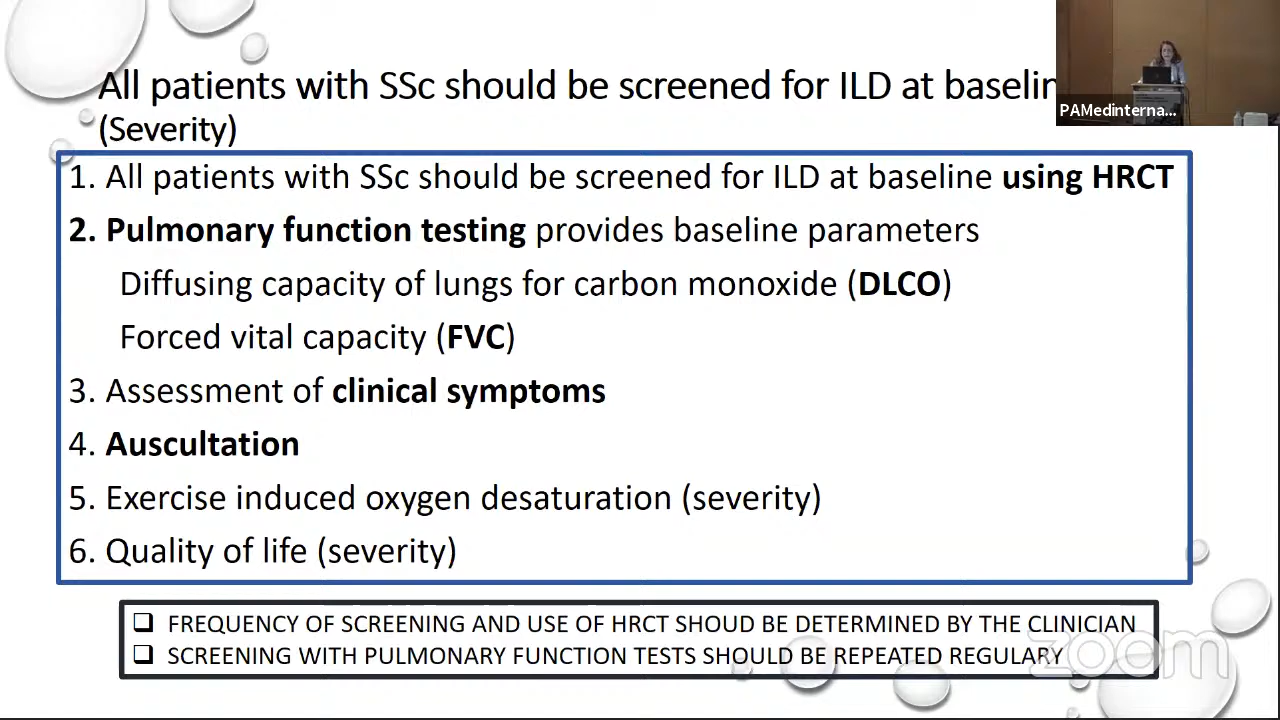 All patients with SSc should be screened for ILD at baselin
(Severity)
PAMedinterna...
1. All patients with SSc should be screened for ILD at baseline using HRCT
2. Pulmonary function testing provides baseline parameters
Diffusing capacity of lungs for carbon monoxide (DLCO)
Forced vital capacity (FVC)
3. Assessment of clinical symptoms
4. Auscultation
5. Exercise induced oxygen desaturation (severity)
6. Quality of life (severity)
FREQUENCY OF SCREENING AND USE OF HRCT SHOUD BE DETERMINED BY THE CLINICIAN
SCREENING WITH PULMONARY FUNCTION TESTS SHOULD BE REPEATED REGULARY
zoom